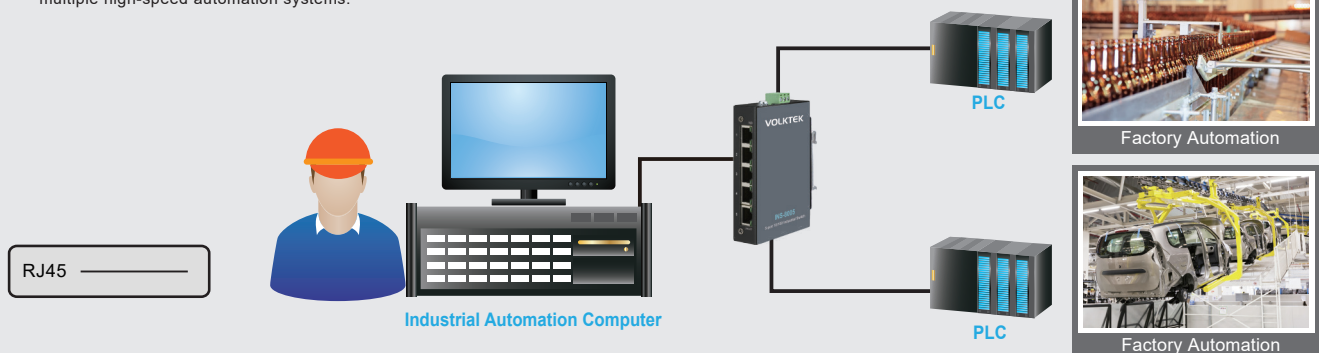 multiple high-speed automation systems.
PLC
Factory Automation
VOLKTEK
RJ45
Industrial Automation Computer
PLC
Factory Automation